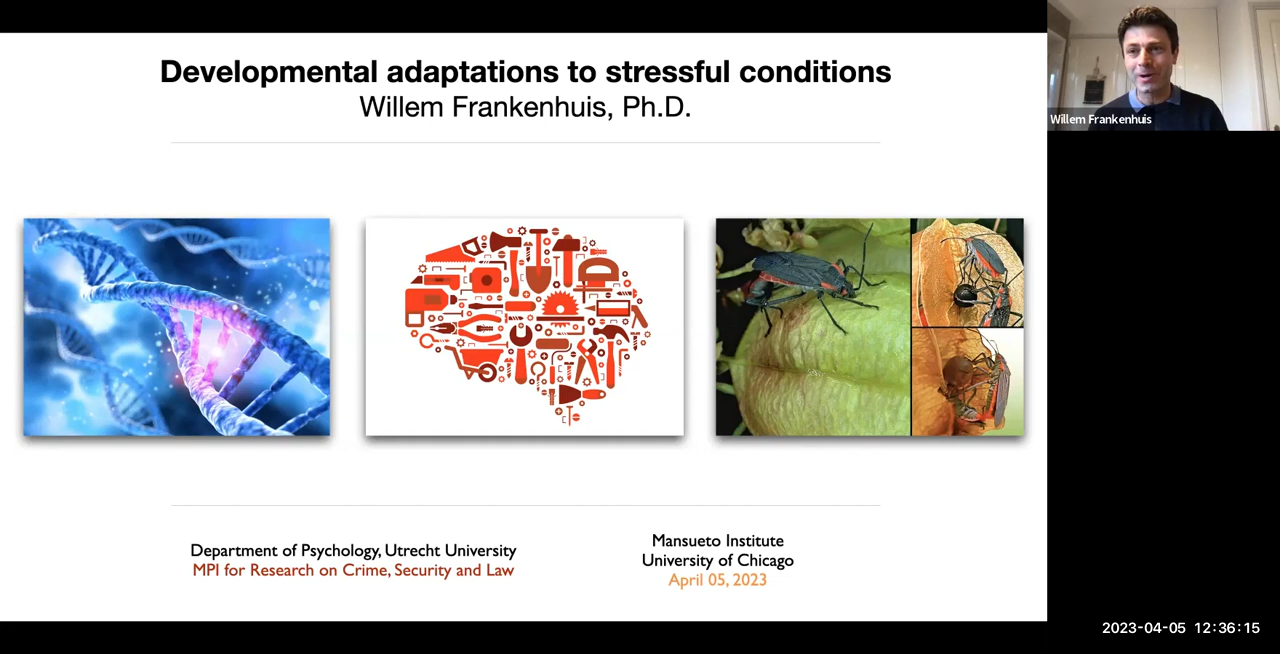 Developmental adaptations to stressful conditions
Willem Frankenhuis, Ph.D.
Willem Frankenhuis
Department of Psychology, Utrecht University
MPI for Research on Crime, Security and Law
Mansueto Institute
University of Chicago
April 05, 2023
2023-04-05 12:36:15